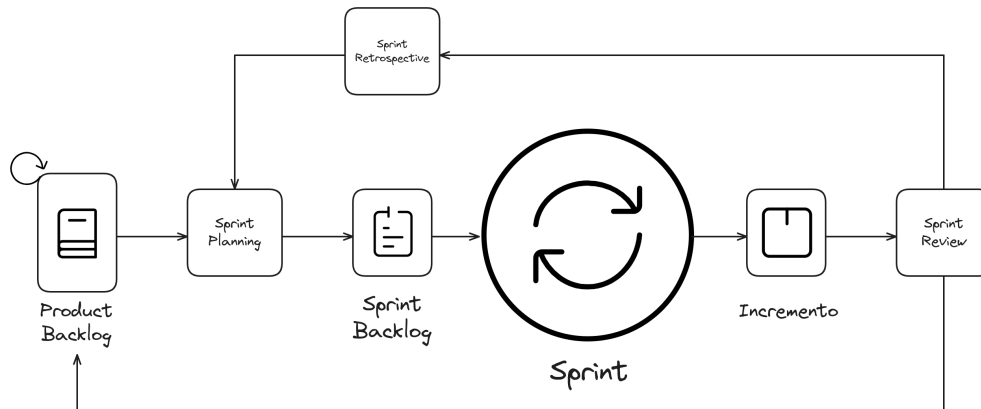 Sprint
Retrospective
Sprint
Planning
Sprint
Review
Product
Backlog
Sprint
Backlog
Incremento
Sprint